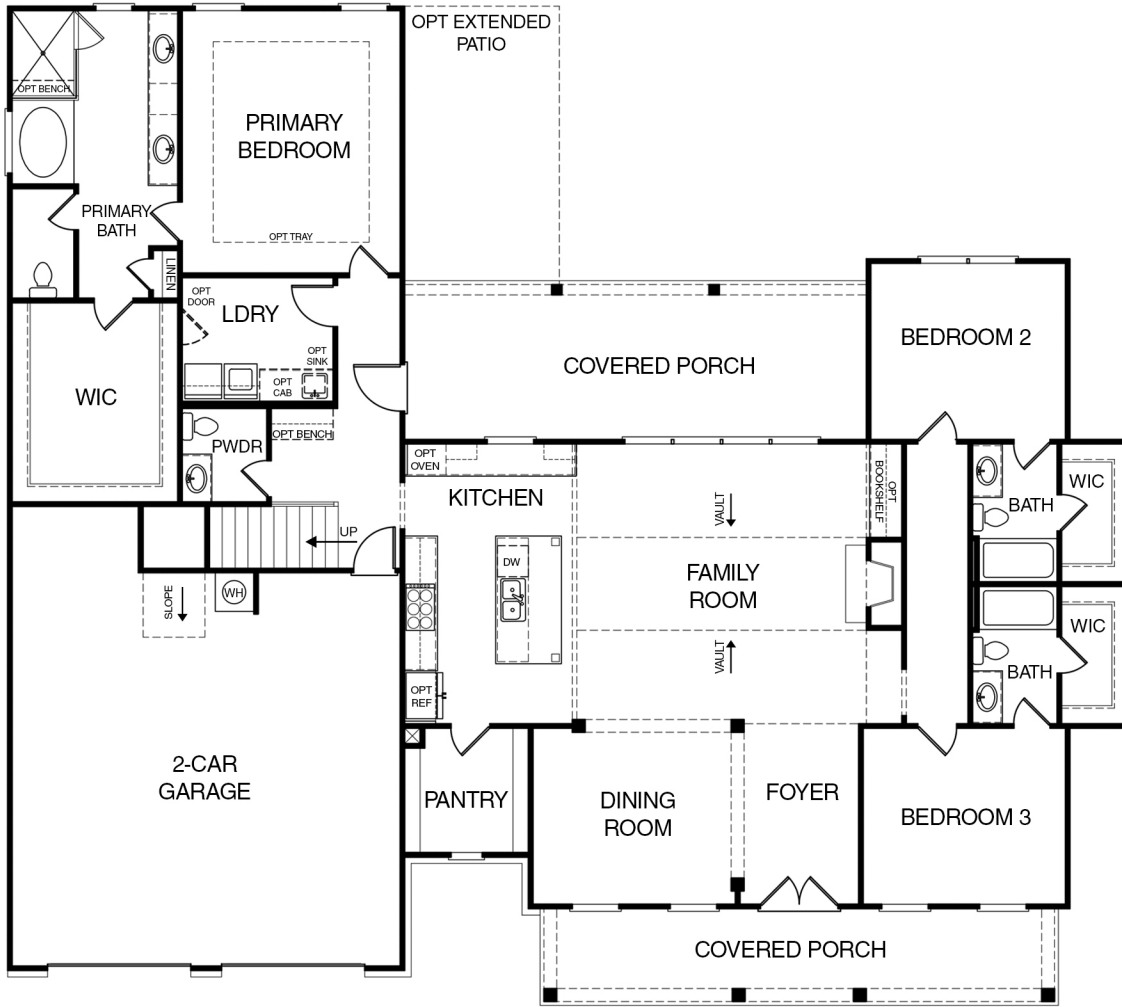 OPT EXTENDED
PATIO
OPT BENCH
PRIMARY
BEDROOM
PRIMARY
BATH
OPT TRAY
LINEN
OPT
DOOR
LDRY
OPT
SINK
OPT
CAB
WIC
PWDR
OPT BENCH
UP
COVERED PORCH
BEDROOM 2
OPT
OVEN
KITCHEN
VAULT
OPT
BOOKSHELF
BATH
WIC
DW
FAMILY
ROOM
SLOPE
WH
VAULT
BATH
WIC
OPT
REF
2-CAR
GARAGE
PANTRY
DINING
ROOM
FOYER
BEDROOM 3
COVERED PORCH